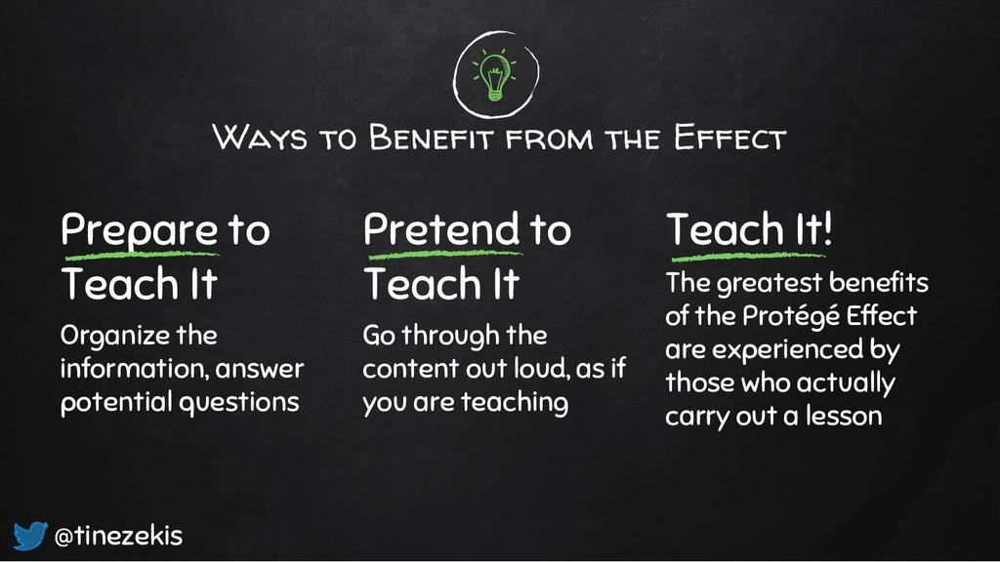 Ways to Benefit from the Effect
Prepare to
Teach It
Organize the
information, answer
potential questions
Pretend to
Teach It
Go through the
content out loud, as if
you are teaching
Teach It!
The greatest benefits
of the Protégé Effect
are experienced by
those who actually
carry out a lesson
@tinezekis